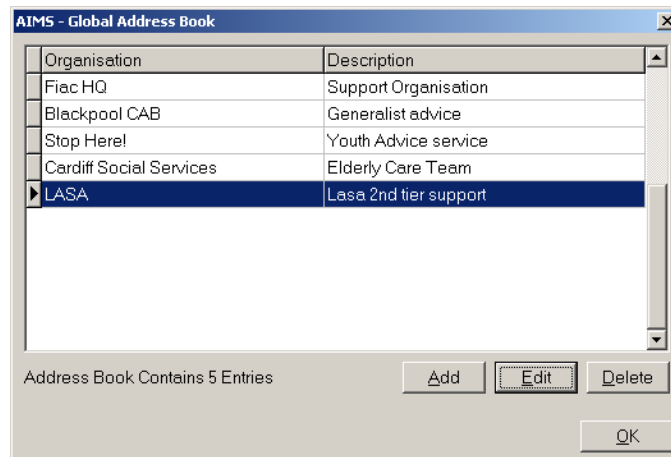 AIMS - Global Address Book
Organisation Description
Fiac HQ Support Organisation
Blackpool CAB Generalist advice
Stop Here! Youth Advice service
Cardiff Social Services Elderly Care Team
LASA Lasa 2nd tier support
Address Book Contains 5 Entries Add Edit Delete
OK